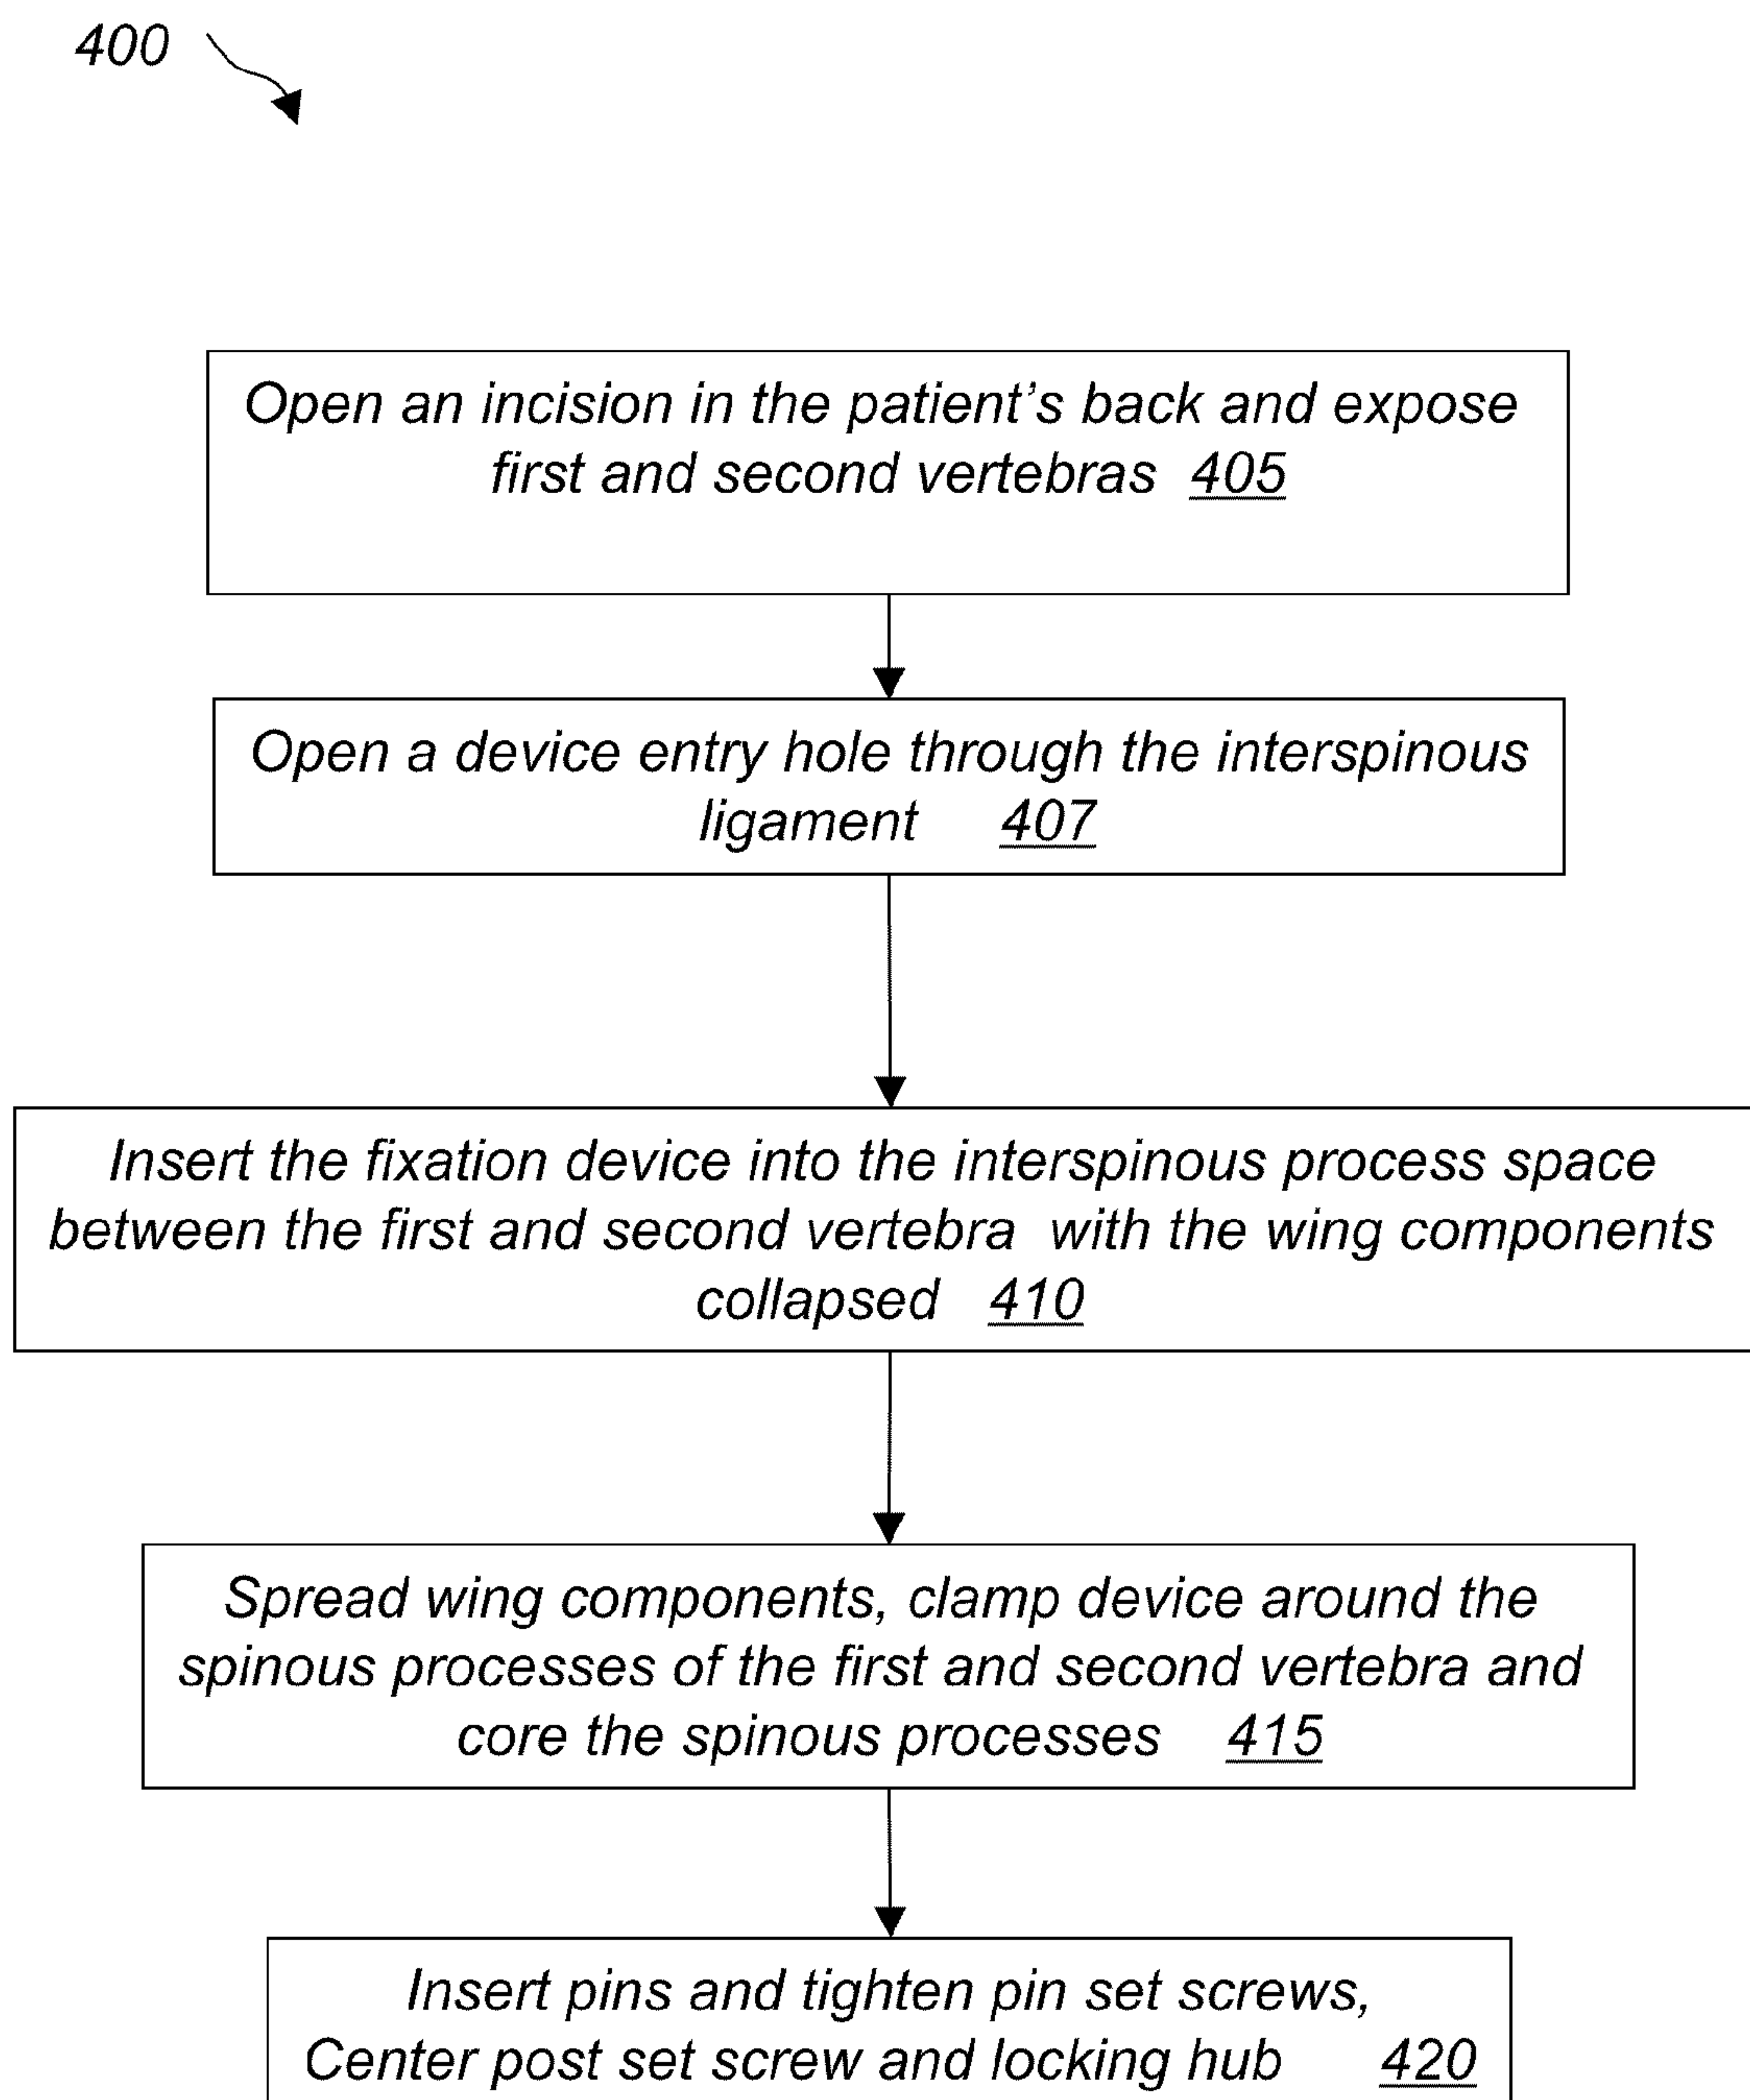 400
Open an incision in the patient's back and expose
first and second vertebras 405
Open a device entry hole through the interspinous
ligament 407
Insert the fixation device into the interspinous process space
between the first and second vertebra with the wing components
collapsed 410
Spread wing components, clamp device around the
spinous processes of the first and second vertebra and
core the spinous processes 415
Insert pins and tighten pin set screws,
Center post set screw and locking hub 420